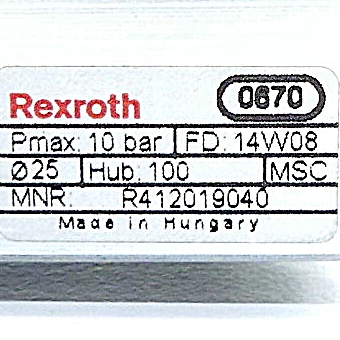 Rexroth 0670
Pmax: 10 bar FD: 14W08
Ø25 Hub: 100 MSC
MNR: R412019040
Made in Hungary